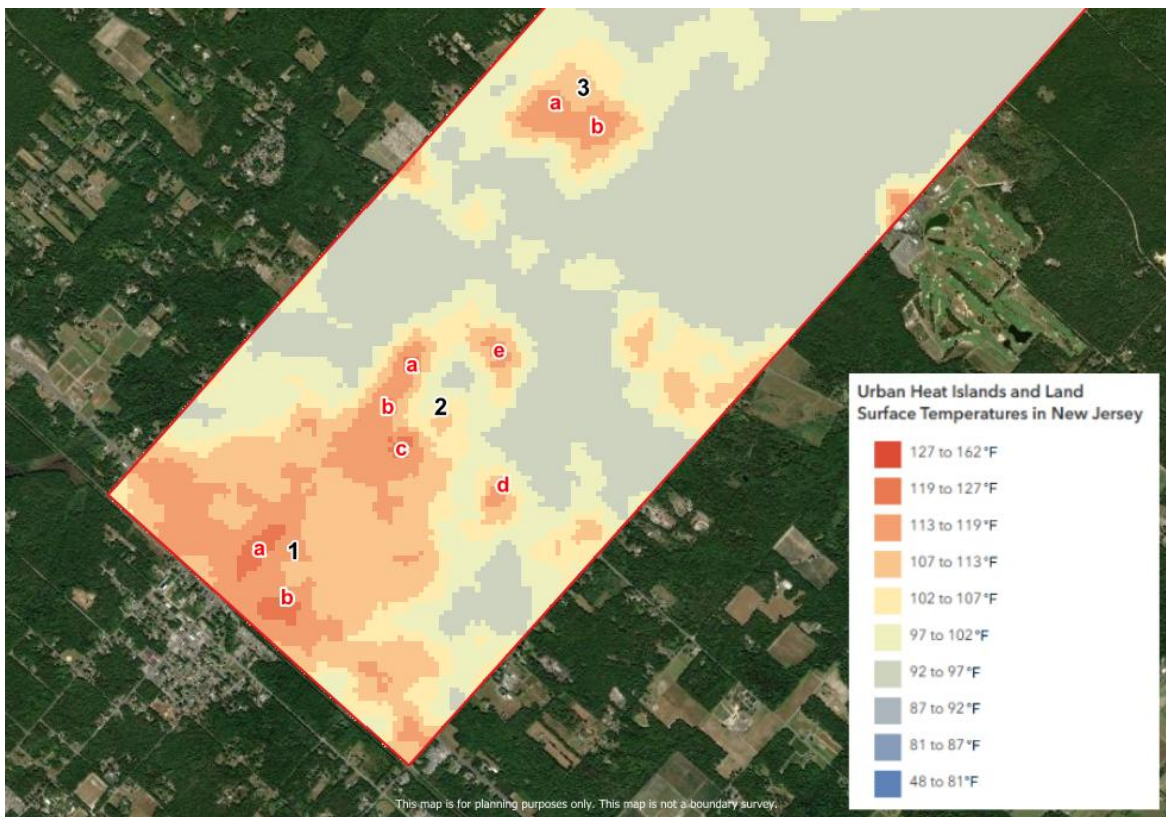 3
a
b
e
a
b
2
c
d
a
1
b
Urban Heat Islands and Land
Surface Temperatures in New Jersey
127 to 162 °F
119 to 127 °F
113 to 119 °F
107 to 113 °F
102 to 107 °F
97 to 102 °F
92 to 97 °F
87 to 92 °F
81 to 87 °F
48 to 81 °F
This map is for planning purposes only. This map is not a boundary survey.